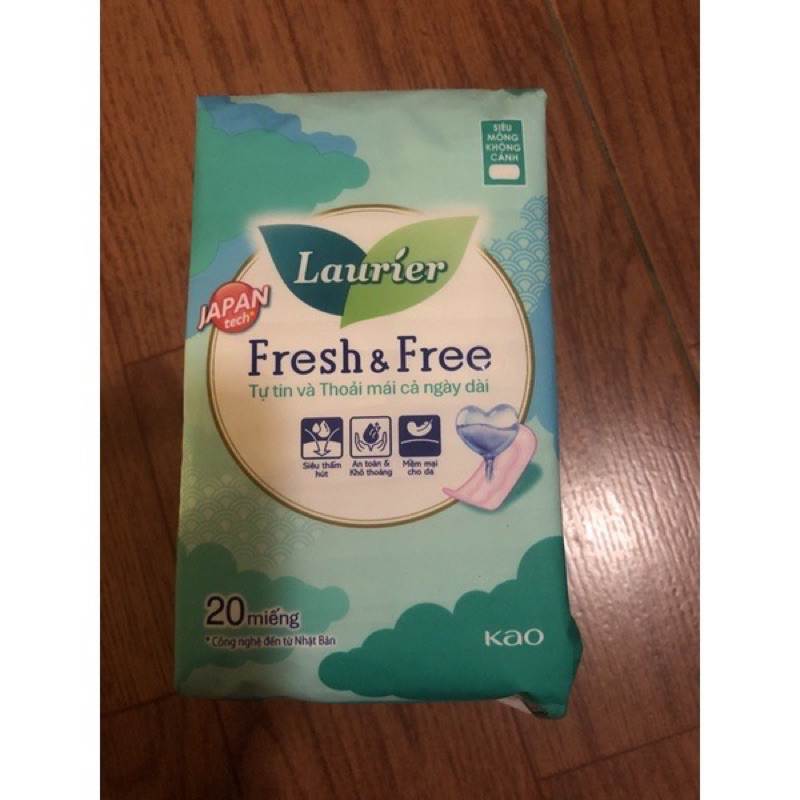 SIÊU
MỎNG
KHÔNG
CÁNH
Laurier
JAPAN
tech*
Fresh & Free
Tự tin và Thoải mái cả ngày dài
Siêu thấm
hút
An toàn &
Khô thoáng
Mềm mại
cho da
20 miếng
* Công nghệ đến từ Nhật Bản
Kao